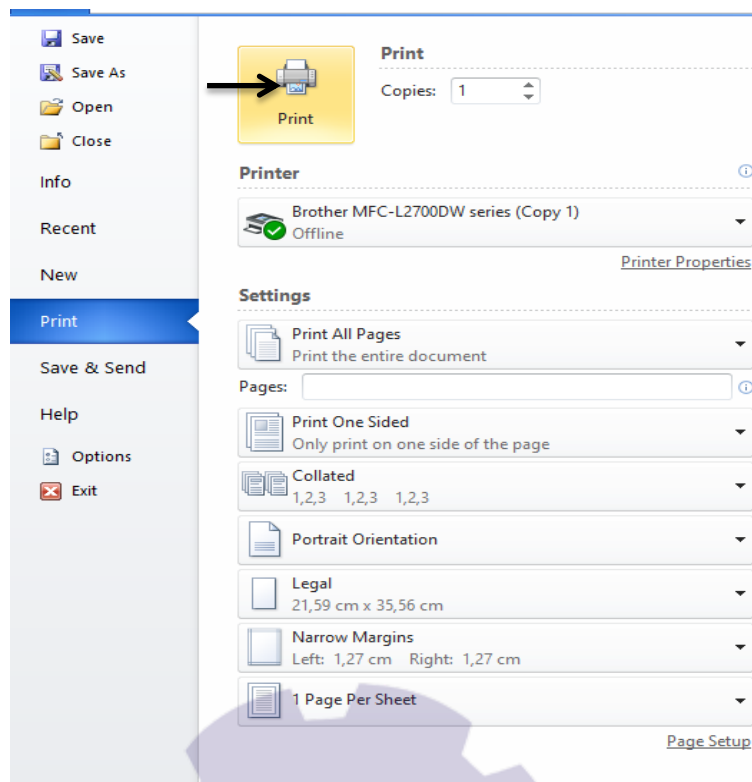 Save
Save As
Open
Close
Info
Recent
New
Print
Save & Send
Help
Options
Exit
Print
Print
Copies: 1
Printer
Brother MFC-L2700DW series (Copy 1)
Offline
Printer Properties
Settings
Print All Pages
Print the entire document
Pages:
Print One Sided
Only print on one side of the page
Collated
1,2,3 1,2,3 1,2,3
Portrait Orientation
Legal
21,59 cm x 35,56 cm
Narrow Margins
Left: 1,27 cm Right: 1,27 cm
1 Page Per Sheet
Page Setup